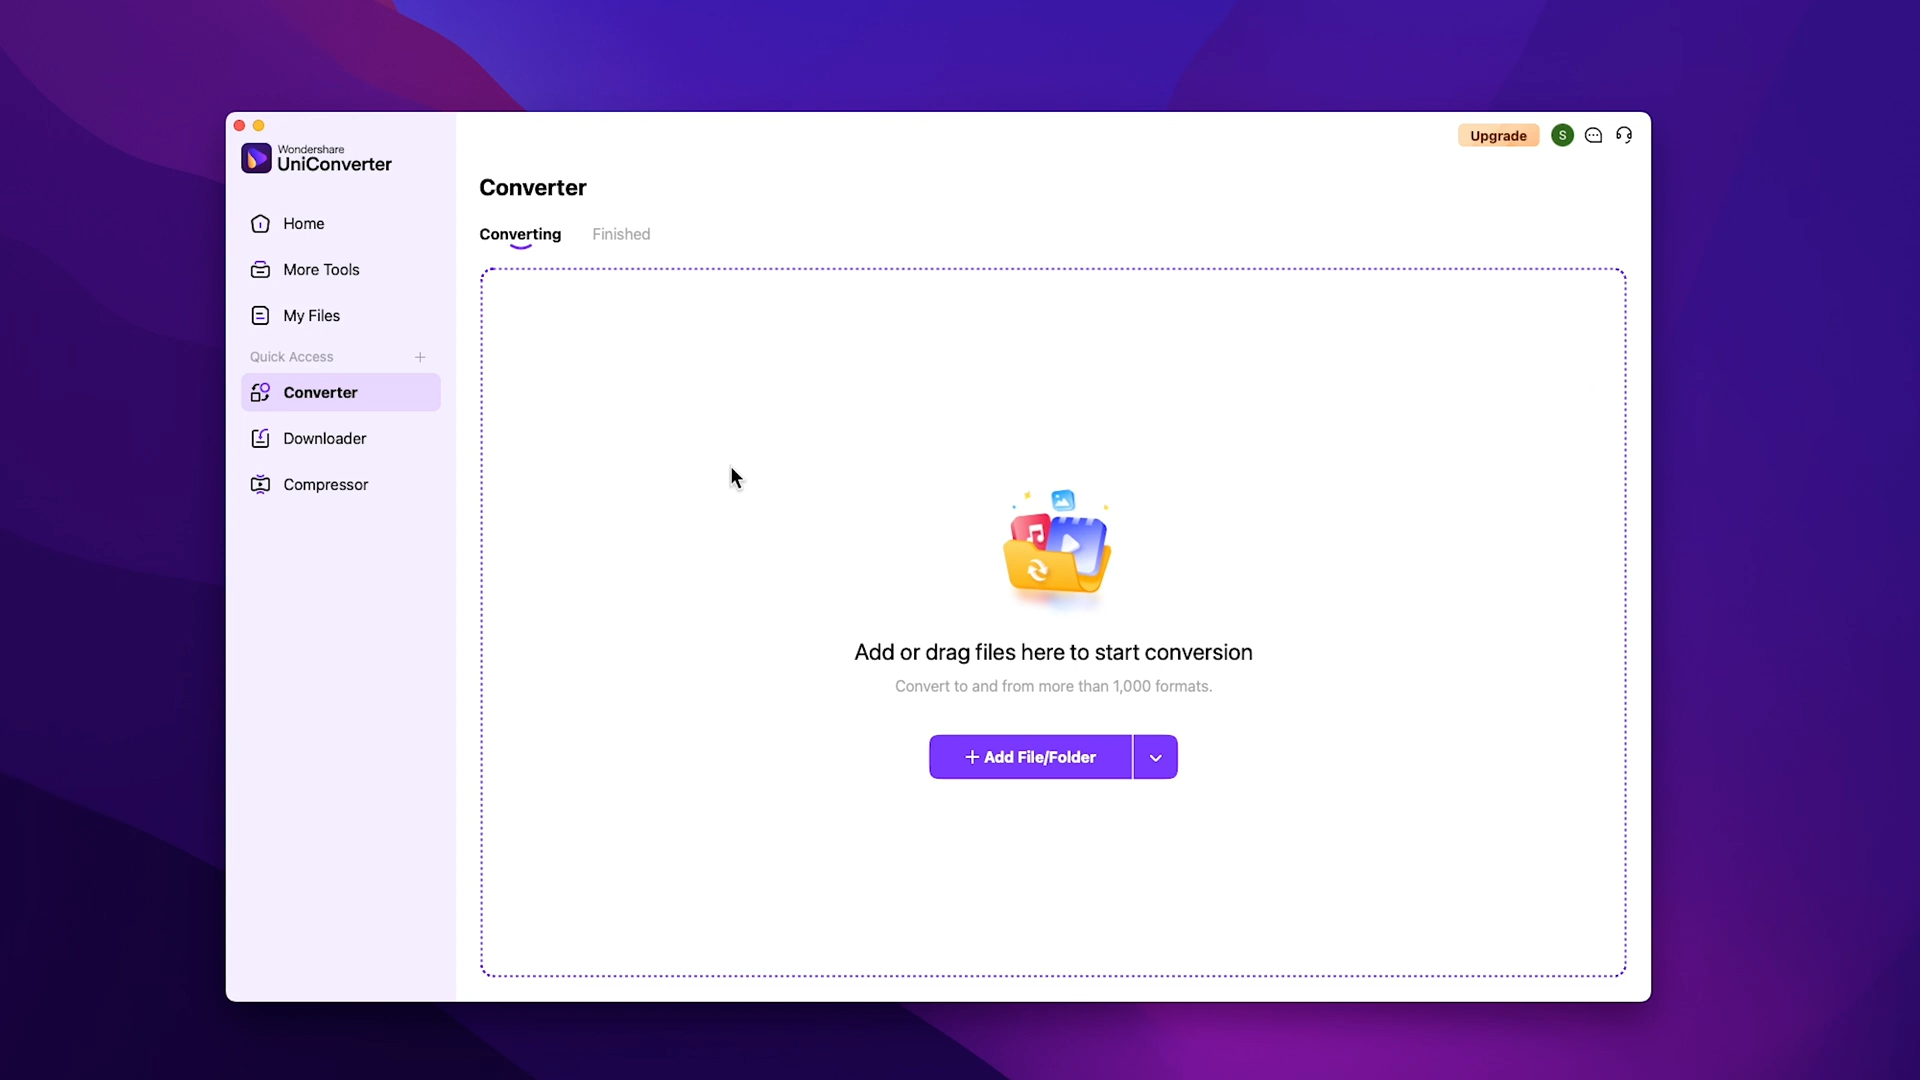 Wondershare
UniConverter
Upgrade
S
Home
More Tools
My Files
Quick Access
Converter
Downloader
Compressor
Converter
Converting
Finished
Add or drag files here to start conversion
Convert to and from more than 1,000 formats.
+ Add File/Folder